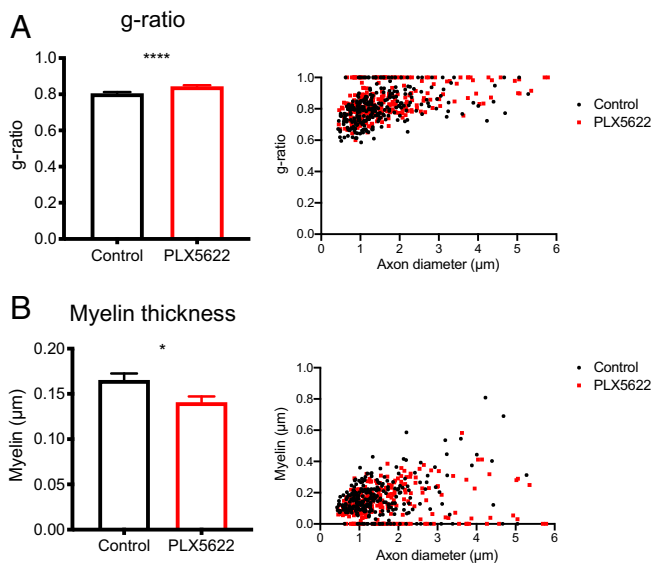 A
g-ratio
****
1.0
0.8
0.6
0.4
0.2
0.0
g-ratio
Control PLX5622
1.0
0.8
0.6
0.4
0.2
0.0
g-ratio
0 1 2 3 4 5 6
Axon diameter (μm)
Control
PLX5622
B
Myelin thickness
*
0.20
0.15
0.10
0.05
0.00
Myelin (μm)
Control PLX5622
1.0
0.8
0.6
0.4
0.2
0.0
Myelin (μm)
0 1 2 3 4 5 6
Axon diameter (μm)
Control
PLX5622